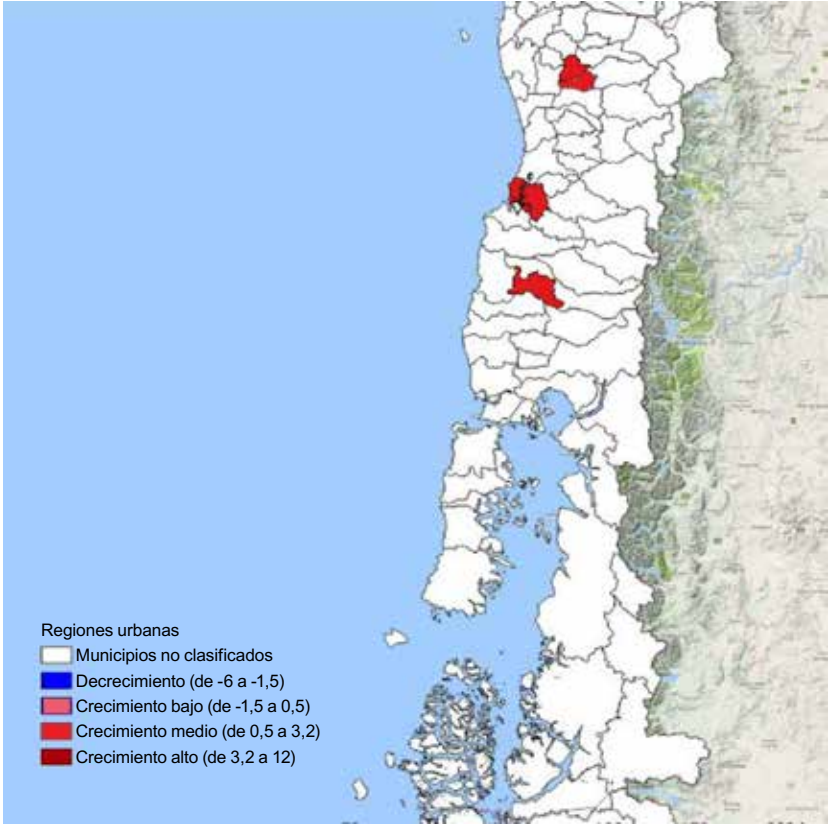 Regiones urbanas
Municipios no clasificados
Decrecimiento (de -6 a -1,5)
Crecimiento bajo (de -1,5 a 0,5)
Crecimiento medio (de 0,5 a 3,2)
Crecimiento alto (de 3,2 a 12)